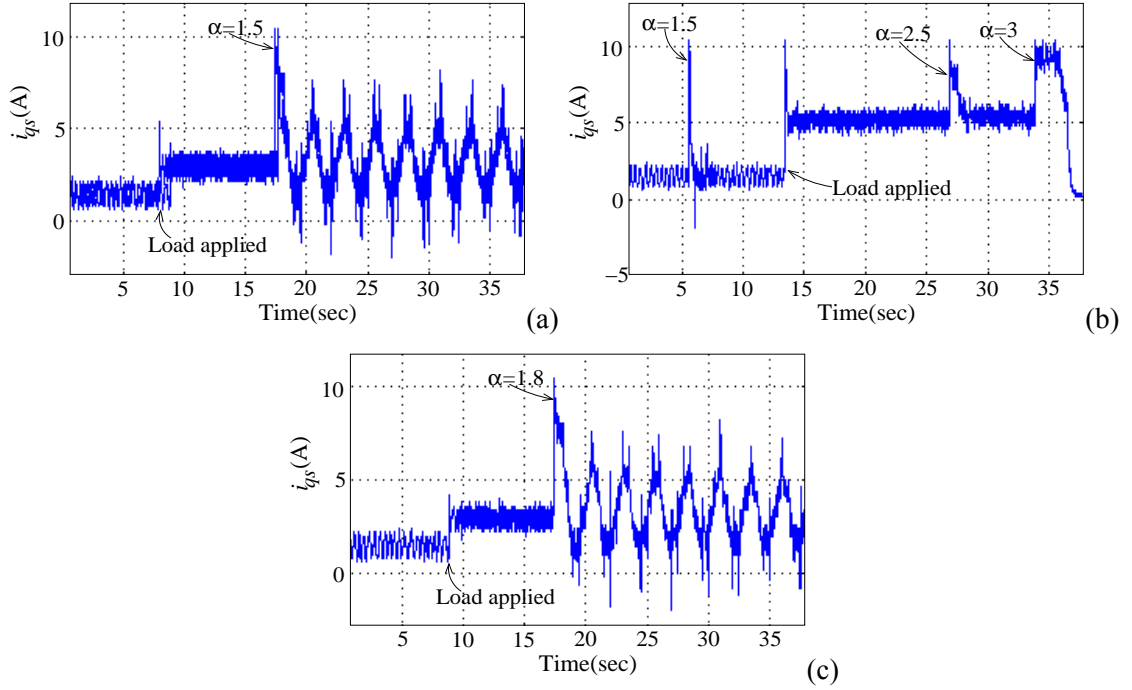 α=1.5
i_qs(A)
10
5
0
Load applied
5 10 15 20 25 30 35
Time(sec)
(a)
α=1.5
α=2.5
α=3
i_qs(A)
10
5
0
−5
Load applied
5 10 15 20 25 30 35
Time(sec)
(b)
α=1.8
i_qs(A)
10
5
0
Load applied
5 10 15 20 25 30 35
Time(sec)
(c)